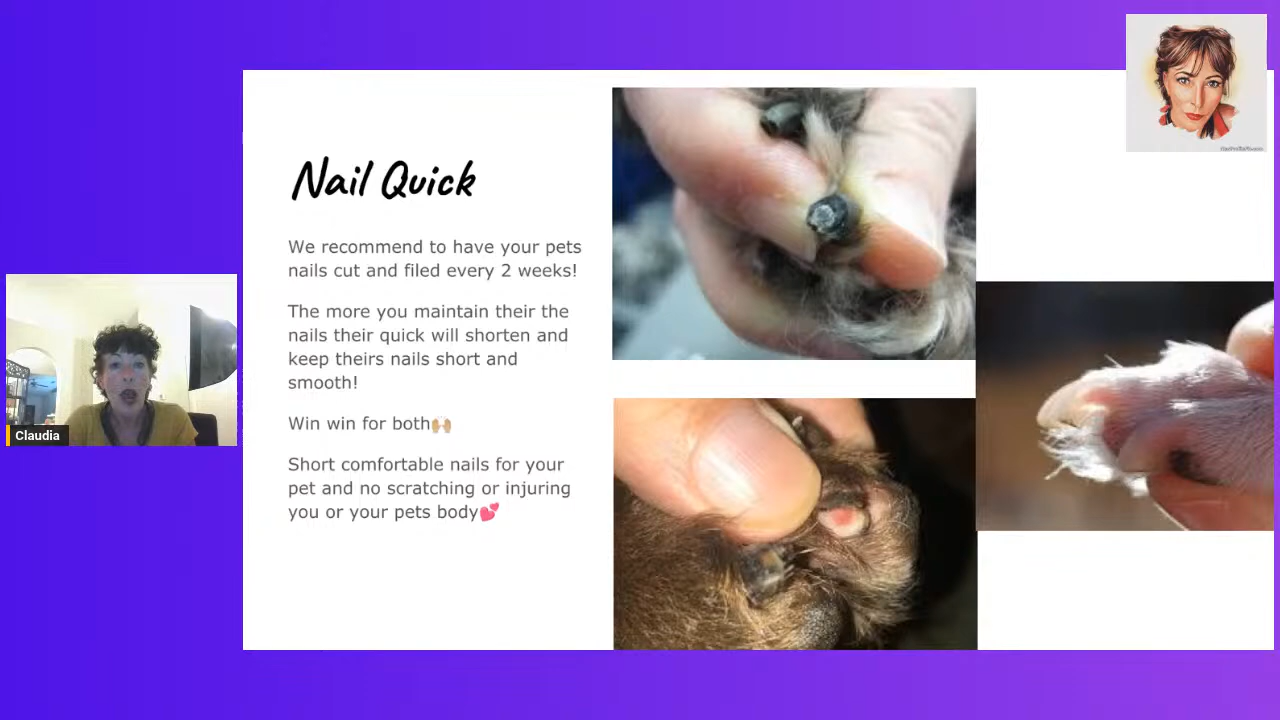 Nail Quick
We recommend to have your pets
nails cut and filed every 2 weeks!
The more you maintain their the
nails their quick will shorten and
keep theirs nails short and
smooth!
Win win for both🙌🏼
Short comfortable nails for your
pet and no scratching or injuring
you or your pets body💕
Claudia